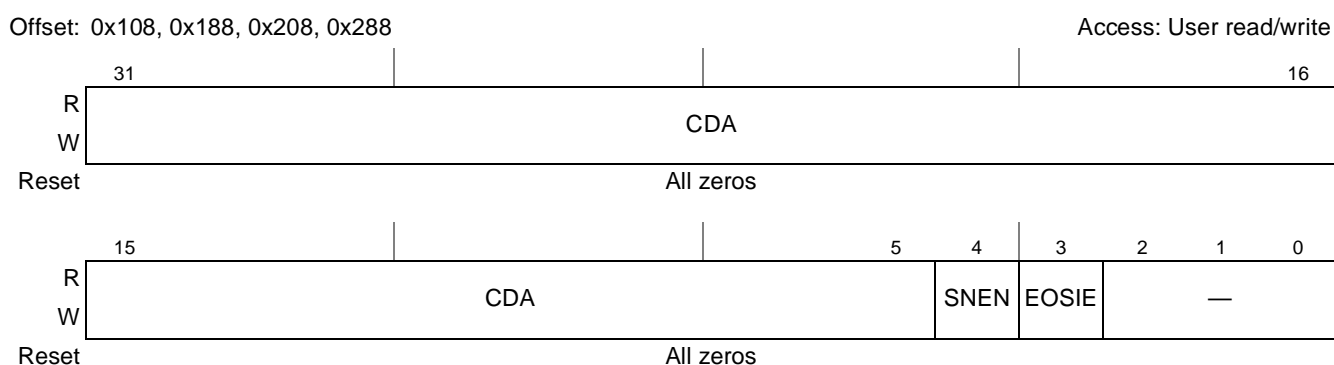 Offset: 0x108, 0x188, 0x208, 0x288 Access: User read/write
31 16
R
CDA
W
Reset All zeros
15 5 4 3 2 1 0
R
CDA SNEN EOSIE —
W
Reset All zeros